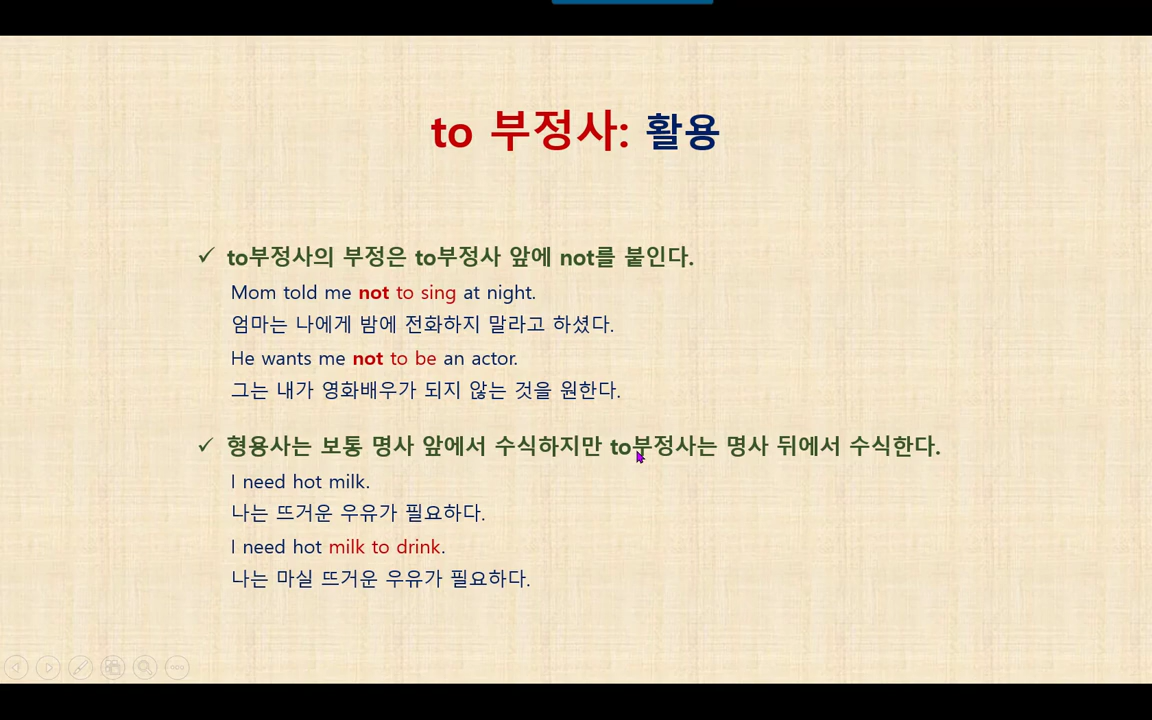 to 부정사: 활용
✓ to부정사의 부정은 to부정사 앞에 not를 붙인다.
Mom told me not to sing at night.
엄마는 나에게 밤에 전화하지 말라고 하셨다.
He wants me not to be an actor.
그는 내가 영화배우가 되지 않는 것을 원한다.
✓ 형용사는 보통 명사 앞에서 수식하지만 to부정사는 명사 뒤에서 수식한다.
I need hot milk.
나는 뜨거운 우유가 필요하다.
I need hot milk to drink.
나는 마실 뜨거운 우유가 필요하다.